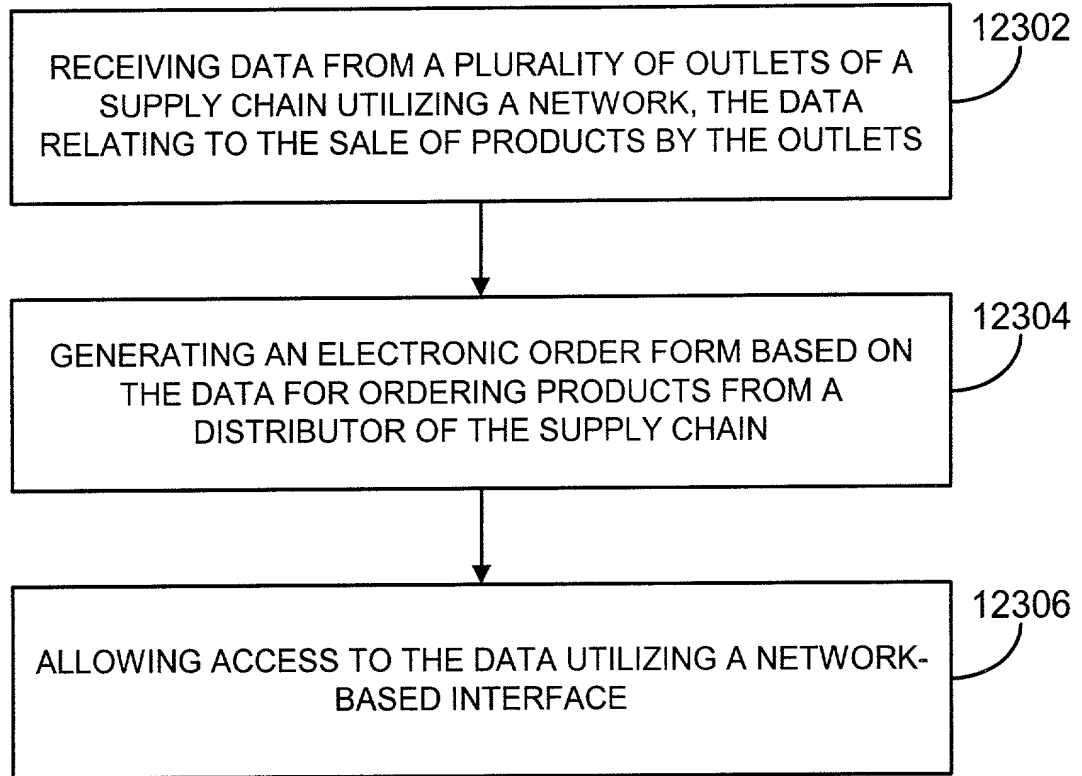 12302
RECEIVING DATA FROM A PLURALITY OF OUTLETS OF A
SUPPLY CHAIN UTILIZING A NETWORK, THE DATA
RELATING TO THE SALE OF PRODUCTS BY THE OUTLETS
12304
GENERATING AN ELECTRONIC ORDER FORM BASED ON
THE DATA FOR ORDERING PRODUCTS FROM A
DISTRIBUTOR OF THE SUPPLY CHAIN
12306
ALLOWING ACCESS TO THE DATA UTILIZING A NETWORK-
BASED INTERFACE